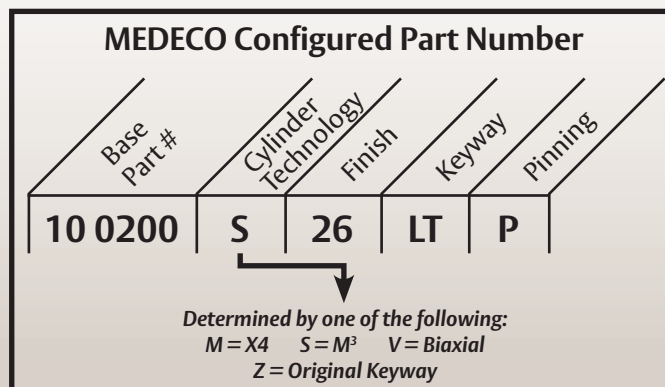 MEDECO Configured Part Number
Base
Part #
Cylinder
Technology
Finish
Keyway
Pinning
10 0200 S 26 LT P
Determined by one of the following:
M = X4 S = M³ V = Biaxial
Z = Original Keyway